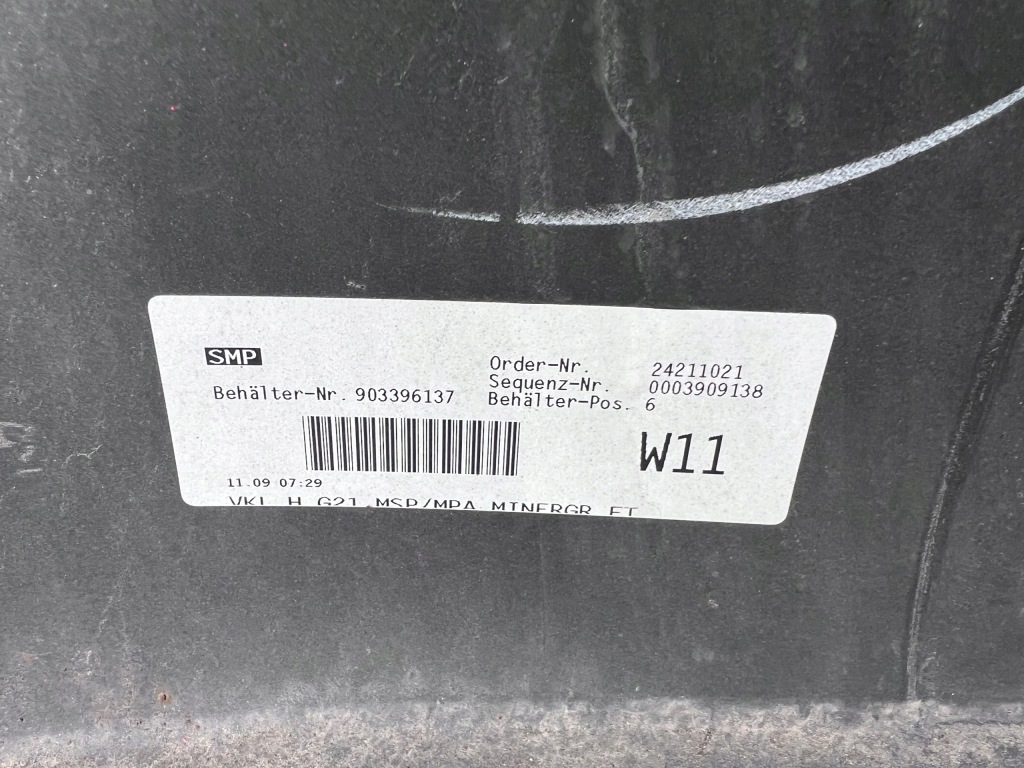 SMP
Order-Nr. 24211021
Sequenz-Nr. 0003909138
Behälter-Nr. 903396137
Behälter-Pos. 6
W11
11.09 07:29
VKL H G21 MSP/MPA MINERGR ET